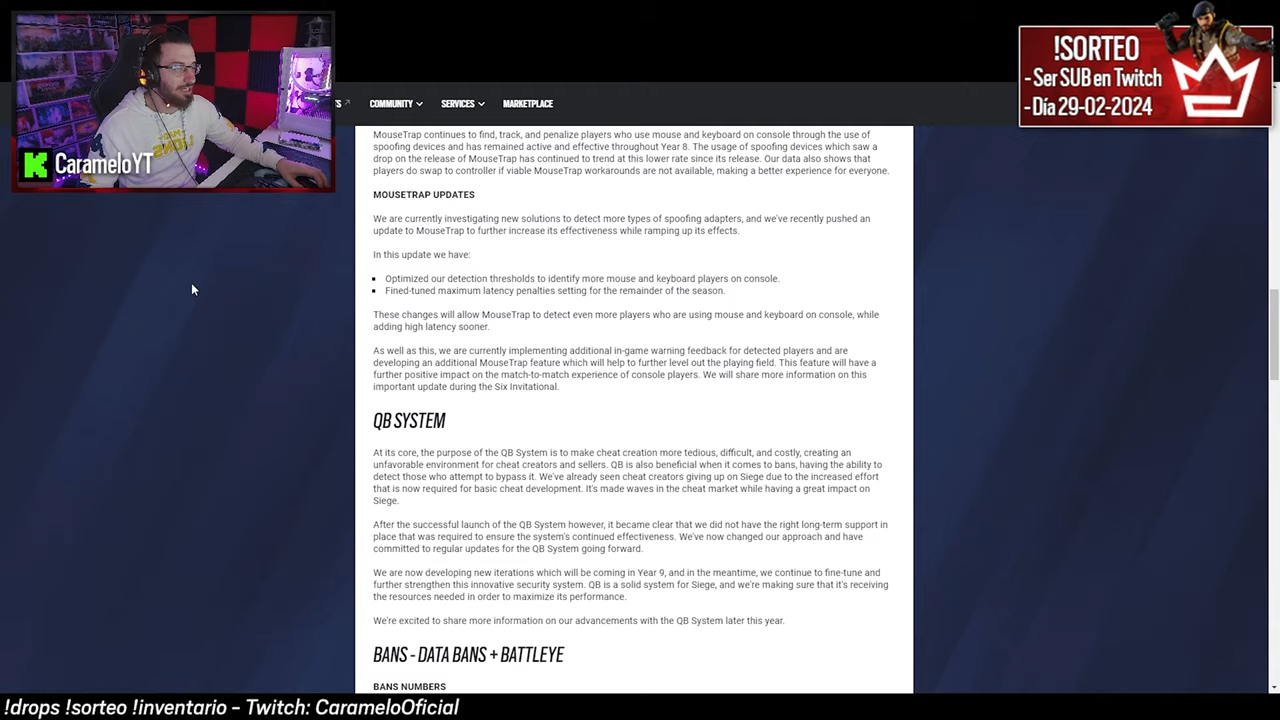 !SORTEO
- Ser SUB en Twitch
- Día 29-02-2024
CarameloYT
COMMUNITY
SERVICES
MARKETPLACE
MouseTrap continues to find, track, and penalize players who use mouse and keyboard on console through the use of
spoofing devices and has remained active and effective throughout Year 8. The usage of spoofing devices which saw a
drop on the release of MouseTrap has continued to trend at this lower rate since its release. Our data also shows that
players do swap to controller if viable MouseTrap workarounds are not available, making a better experience for everyone.
MOUSETRAP UPDATES
We are currently investigating new solutions to detect more types of spoofing adapters, and we've recently pushed an
update to MouseTrap to further increase its effectiveness while ramping up its effects.
In this update we have:
Optimized our detection thresholds to identify more mouse and keyboard players on console.
Fined-tuned maximum latency penalties setting for the remainder of the season.
These changes will allow MouseTrap to detect even more players who are using mouse and keyboard on console, while
adding high latency sooner.
As well as this, we are currently implementing additional in-game warning feedback for detected players and are
developing an additional MouseTrap feature which will help to further level out the playing field. This feature will have a
further positive impact on the match-to-match experience of console players. We will share more information on this
important update during the Six Invitational.
QB SYSTEM
At its core, the purpose of the QB System is to make cheat creation more tedious, difficult, and costly, creating an
unfavorable environment for cheat creators and sellers. QB is also beneficial when it comes to bans, having the ability to
detect those who attempt to bypass it. We've already seen cheat creators giving up on Siege due to the increased effort
that is now required for basic cheat development. It's made waves in the cheat market while having a great impact on
Siege.
After the successful launch of the QB System however, it became clear that we did not have the right long-term support in
place that was required to ensure the system's continued effectiveness. We've now changed our approach and have
committed to regular updates for the QB System going forward.
We are now developing new iterations which will be coming in Year 9, and in the meantime, we continue to fine-tune and
further strengthen this innovative security system. QB is a solid system for Siege, and we're making sure that it's receiving
the resources needed in order to maximize its performance.
We're excited to share more information on our advancements with the QB System later this year.
BANS - DATA BANS + BATTLEYE
BANS NUMBERS
!drops !sorteo !inventario - Twitch: CarameloOficial